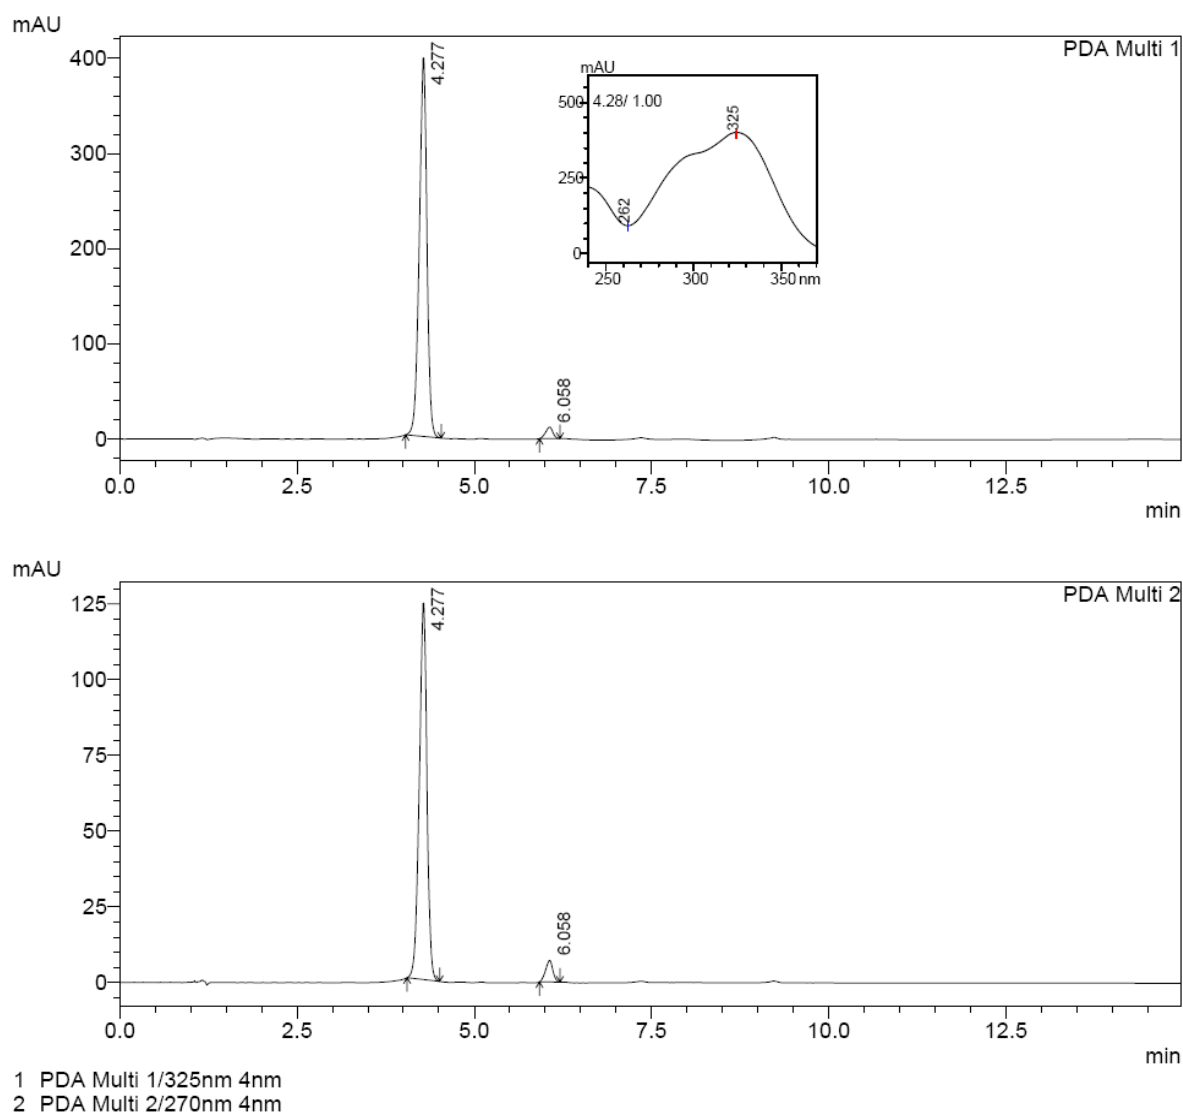 mAU
PDA Multi 1
400
300
200
100
0
4.277
6.058
mAU
4.28/ 1.00
500
250
0
262
325
250 300 350 nm
0.0 2.5 5.0 7.5 10.0 12.5
min
mAU
PDA Multi 2
125
100
75
50
25
0
4.277
6.058
0.0 2.5 5.0 7.5 10.0 12.5
min
1 PDA Multi 1/325nm 4nm
2 PDA Multi 2/270nm 4nm